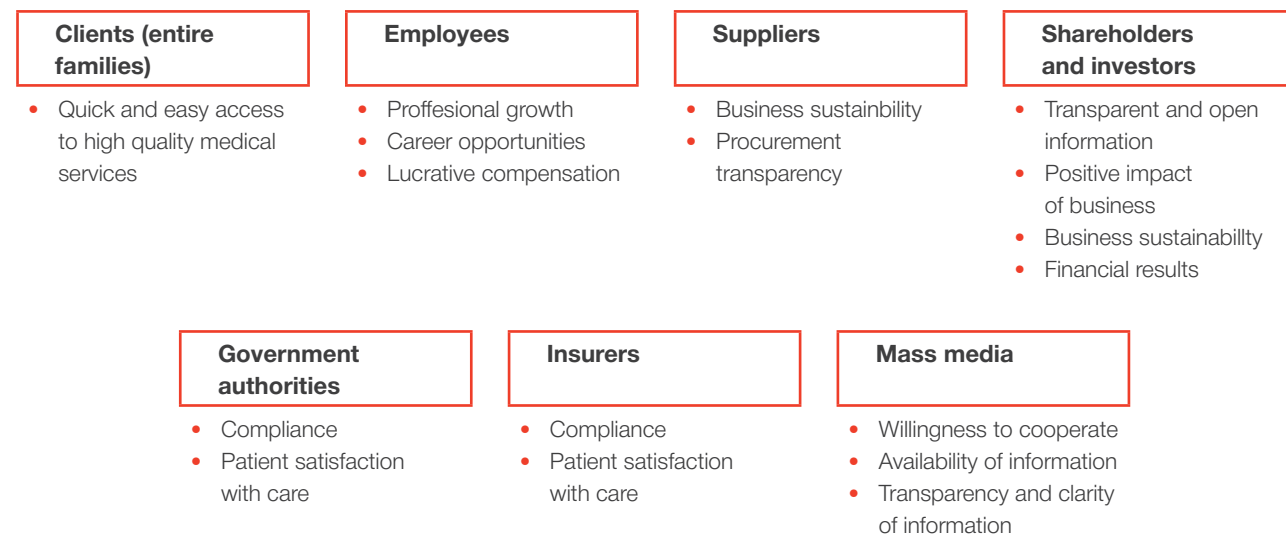 Clients (entire
families)
• Quick and easy access
to high quality medical
services
Employees
• Proffesional growth
• Career opportunities
• Lucrative compensation
Suppliers
• Business sustainbility
• Procurement
transparency
Shareholders
and investors
• Transparent and open
information
• Positive impact
of business
• Business sustainabillty
• Financial results
Government
authorities
• Compliance
• Patient satisfaction
with care
Insurers
• Compliance
• Patient satisfaction
with care
Mass media
• Willingness to cooperate
• Availability of information
• Transparency and clarity
of information